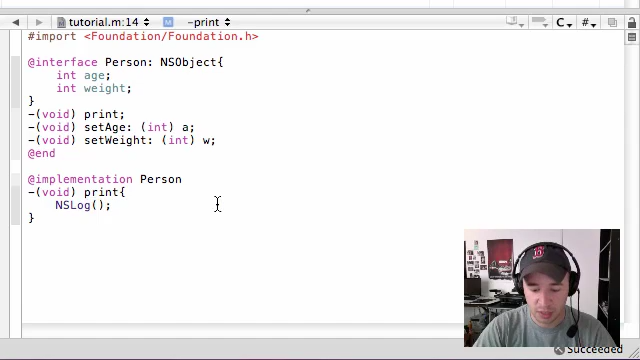 tutorial.m:14 -print C #
#import <Foundation/Foundation.h>
@interface Person: NSObject{
int age;
int weight;
}
-(void) print;
-(void) setAge: (int) a;
-(void) setWeight: (int) w;
@end
@implementation Person
-(void) print{
NSLog();
}
Succeeded